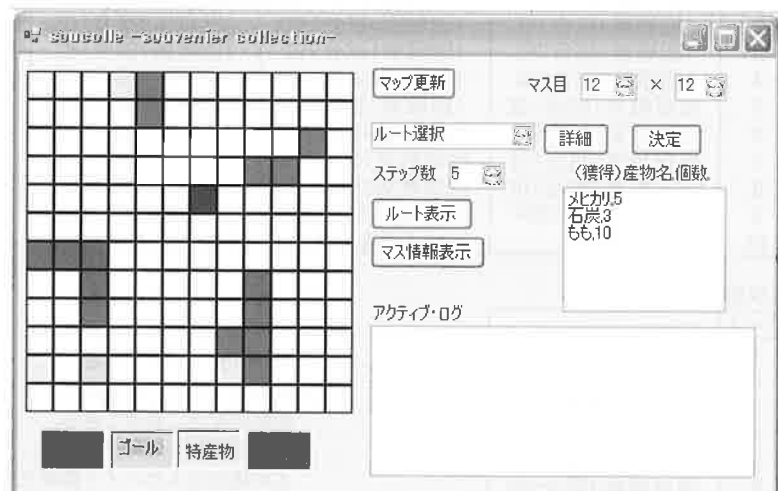 soucolle -souvenier collection-
マップ更新
マス目 12 × 12
ルート選択
詳細
決定
ステップ数 5
(獲得)産物名,個数
メヒカリ,5
石炭,3
もも,10
ルート表示
マス情報表示
アクティブ・ログ
ゴール
特産物